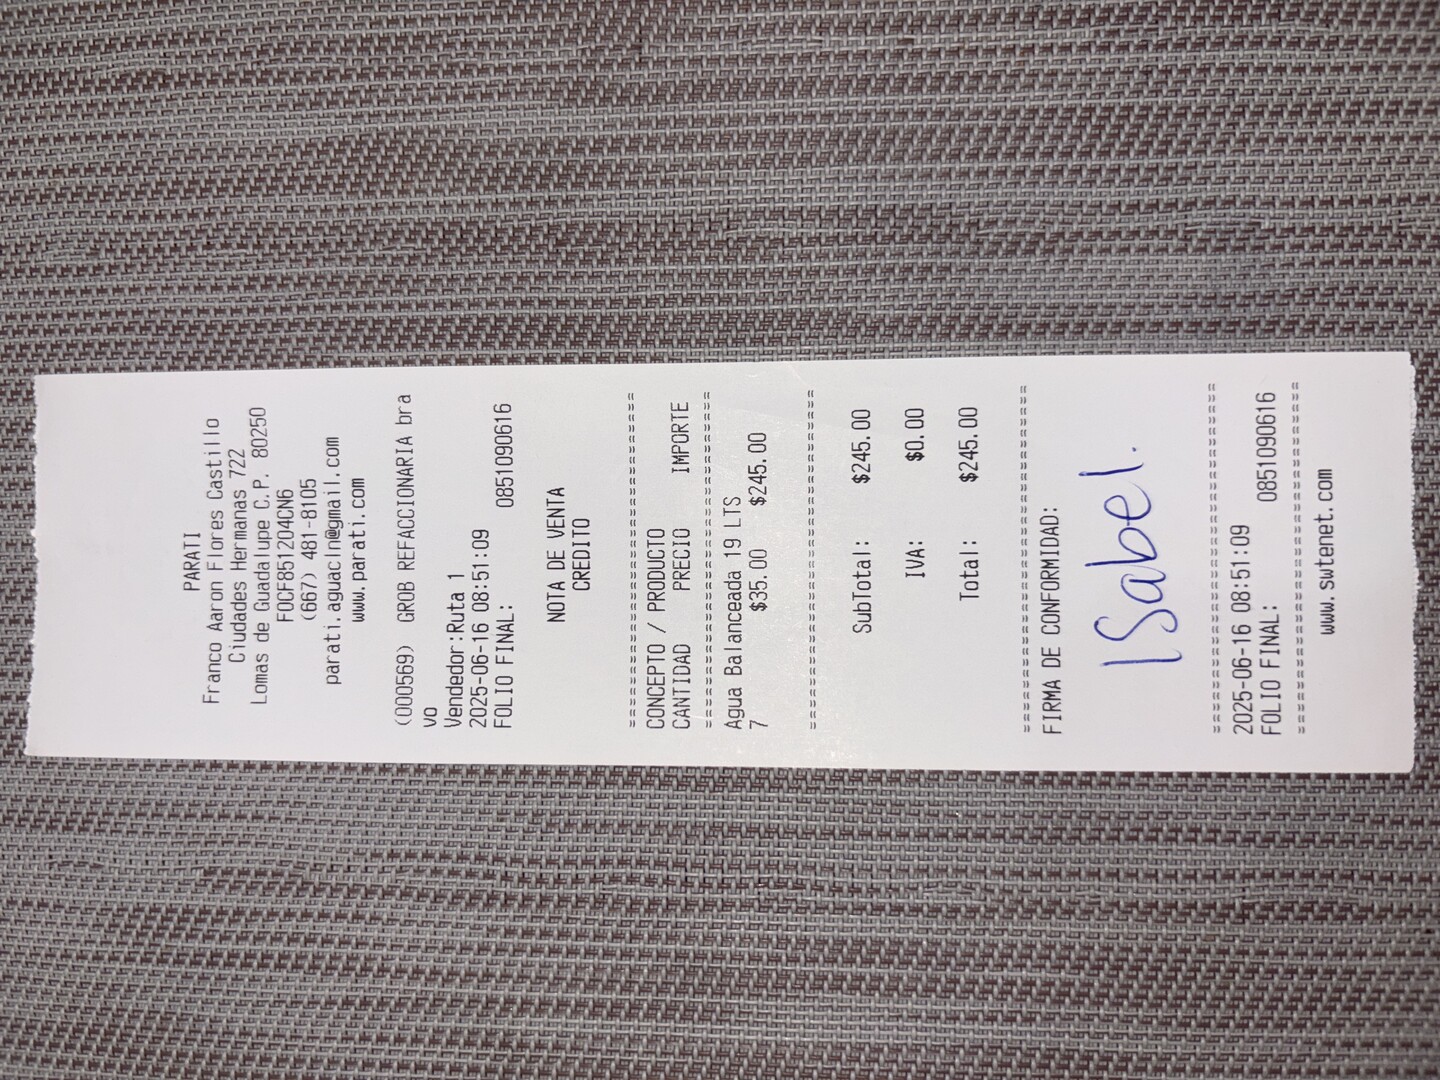 PARATI
Franco Aaron Flores Castillo
Ciudades Hermanas 722
Lomas de Guadalupe C.P. 80250
FOCF851204CN6
(667) 481-8105
parati.aguacln@gmail.com
www.parati.com
(000569) GROB REFACCIONARIA bra
vo
Vendedor:Ruta 1
2025-06-16 08:51:09
FOLIO FINAL: 0851090616
NOTA DE VENTA
CREDITO
==================================
CONCEPTO / PRODUCTO
CANTIDAD PRECIO IMPORTE
==================================
Agua Balanceada 19 LTS
7 $35.00 $245.00
==================================
SubTotal: $245.00
IVA: $0.00
Total: $245.00
==================================
FIRMA DE CONFORMIDAD:
Isabel.
==================================
2025-06-16 08:51:09
FOLIO FINAL: 0851090616
==================================
www.swtenet.com